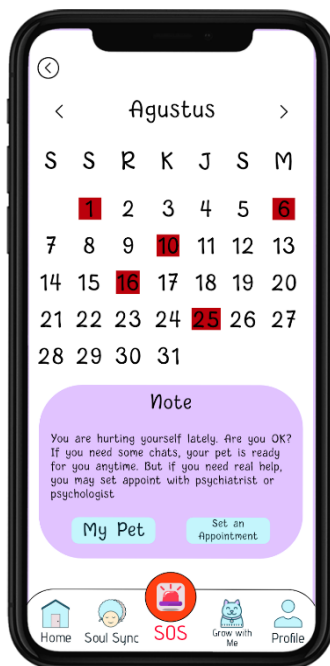 Agustus
S S R K J S M
1 2 3 4 5 6
7 8 9 10 11 12 13
14 15 16 17 18 19 20
21 22 23 24 25 26 27
28 29 30 31
Note
You are hurting yourself lately. Are you OK?
If you need some chats, your pet is ready
for you anytime. But if you need real help,
you may set appoint with psychiatrist or
psychologist
My Pet
Set an
Appointment
Home
Soul Sync
SOS
Grow with
Me
Profile